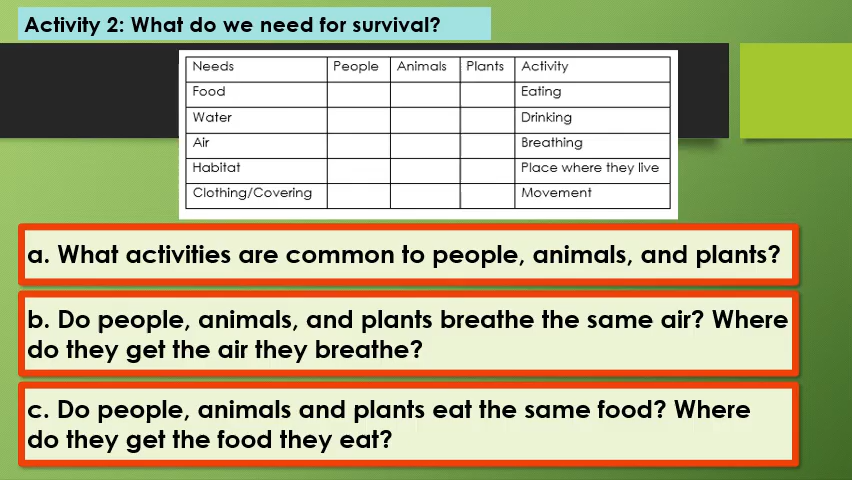 Activity 2: What do we need for survival?
Needs People Animals Plants Activity
Food Eating
Water Drinking
Air Breathing
Habitat Place where they live
Clothing/Covering Movement
a. What activities are common to people, animals, and plants?
b. Do people, animals, and plants breathe the same air? Where
do they get the air they breathe?
c. Do people, animals and plants eat the same food? Where
do they get the food they eat?